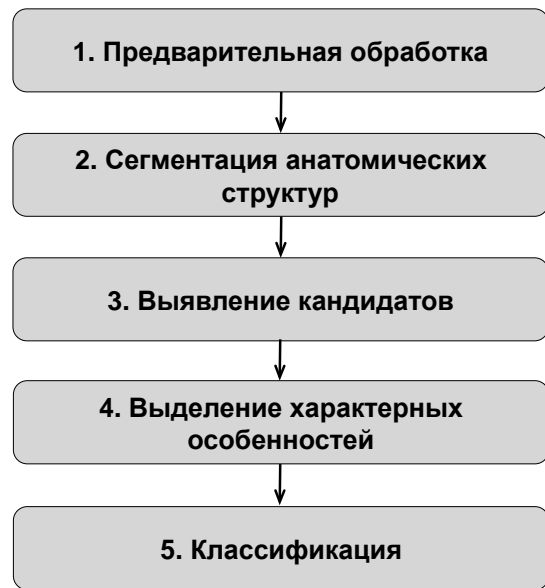 1. Предварительная обработка
2. Сегментация анатомических
структур
3. Выявление кандидатов
4. Выделение характерных
особенностей
5. Классификация